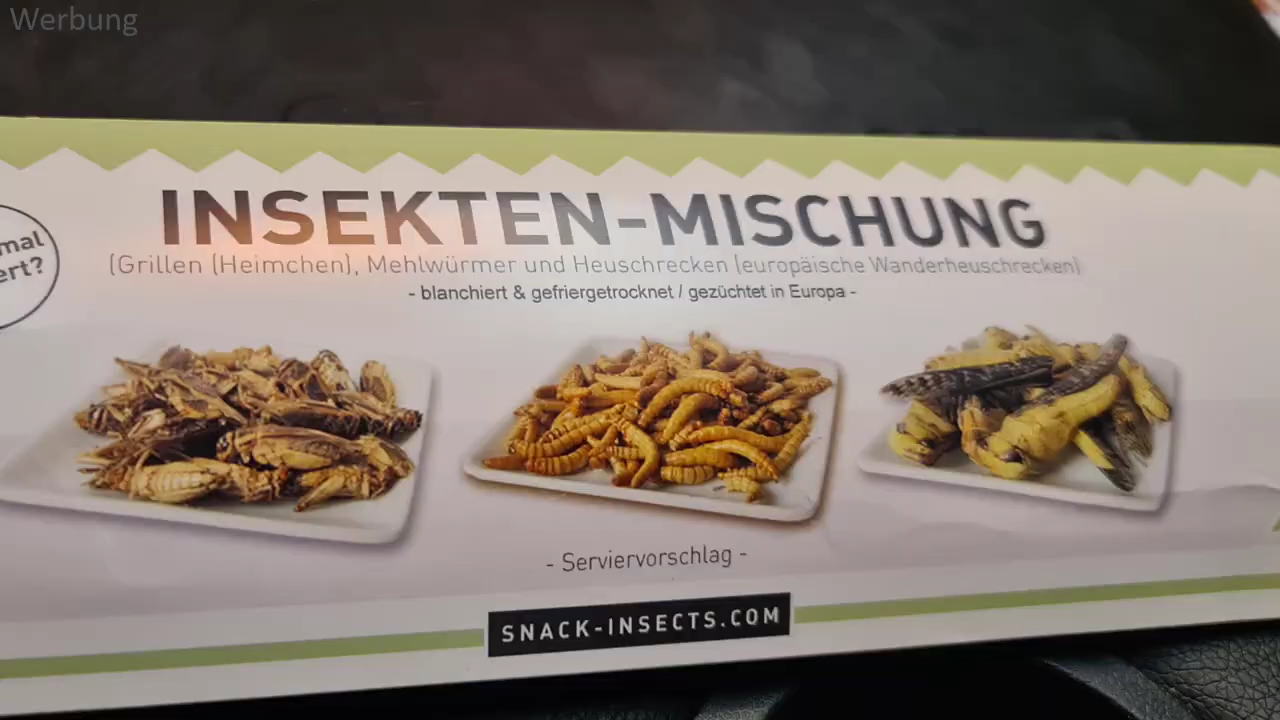 Werbung
INSEKTEN-MISCHUNG
(Grillen (Heimchen), Mehlwürmer und Heuschrecken (europäische Wanderheuschrecken)
- blanchiert & gefriergetrocknet / gezüchtet in Europa -
- Serviervorschlag -
SNACK-INSECTS.COM